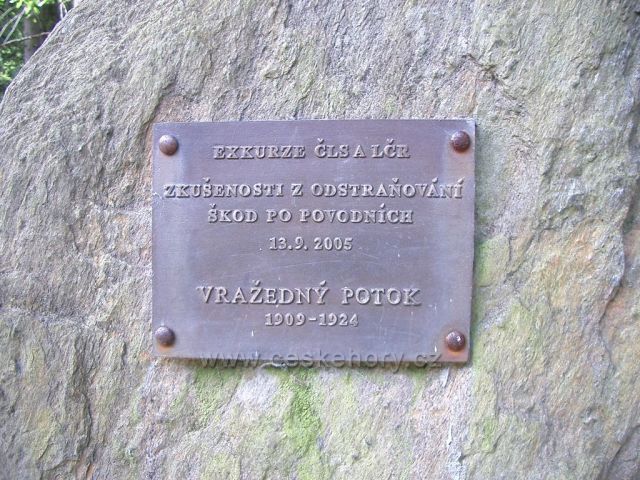 EXKURZE ČLS A LČR
ZKUŠENOSTI Z ODSTRAŇOVÁNÍ
ŠKOD PO POVODNÍCH
13.9.2005
VRAŽEDNÝ POTOK
1909-1924
www.ceskehory.cz